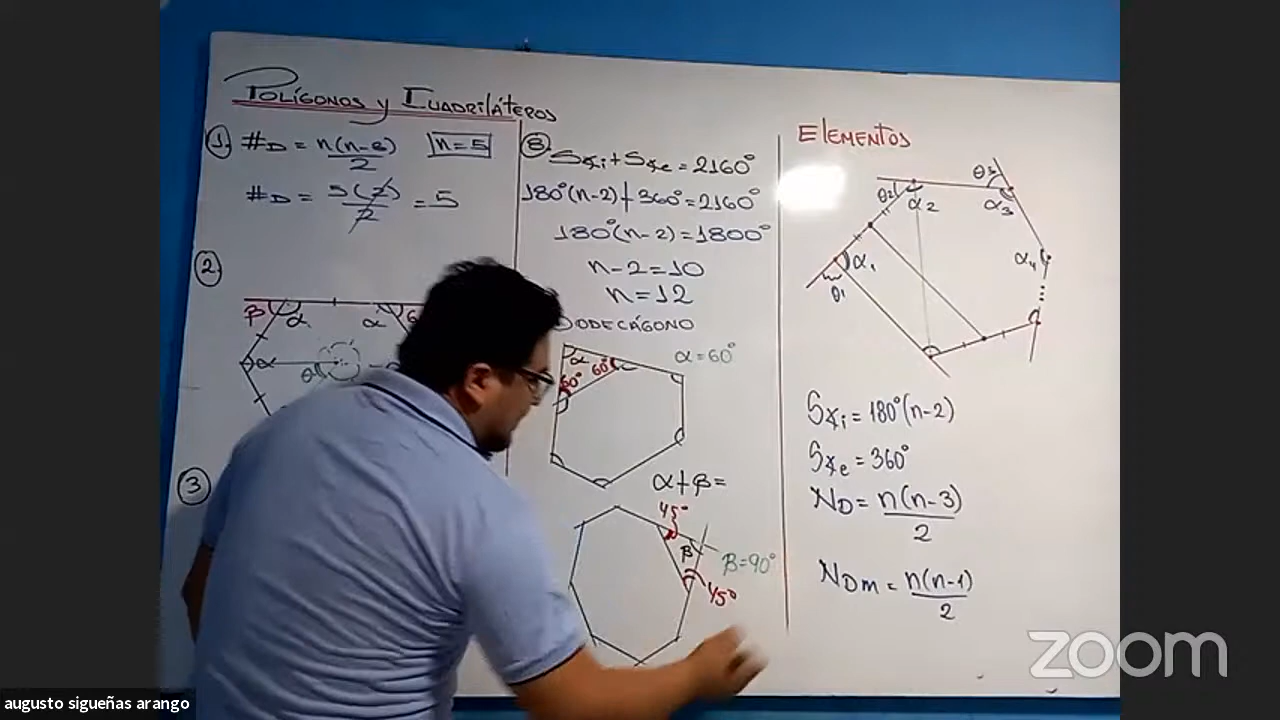 POLÍGONOS Y CUADRILÁTEROS
1. #D = n(n-3)/2 n=5
#D = 5(2)/2 = 5
2.
β α α
α θ
3
8. S∢i + S∢e = 2160°
180°(n-2) + 360° = 2160°
180°(n-2) = 1800°
n-2 = 10
n = 12
DODECÁGONO
α 60° α = 60°
60°
α + β =
45°
β β = 90°
45°
ELEMENTOS
θ3
θ2 α2 α3
α1 α4
θ1
S∢i = 180°(n-2)
S∢e = 360°
ND = n(n-3)/2
NDm = n(n-1)/2
zoom
augusto sigueñas arango